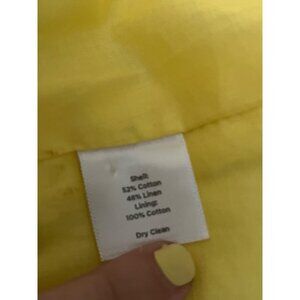 Shell:
52% Cotton
48% Linen
Lining:
100% Cotton
Dry Clean